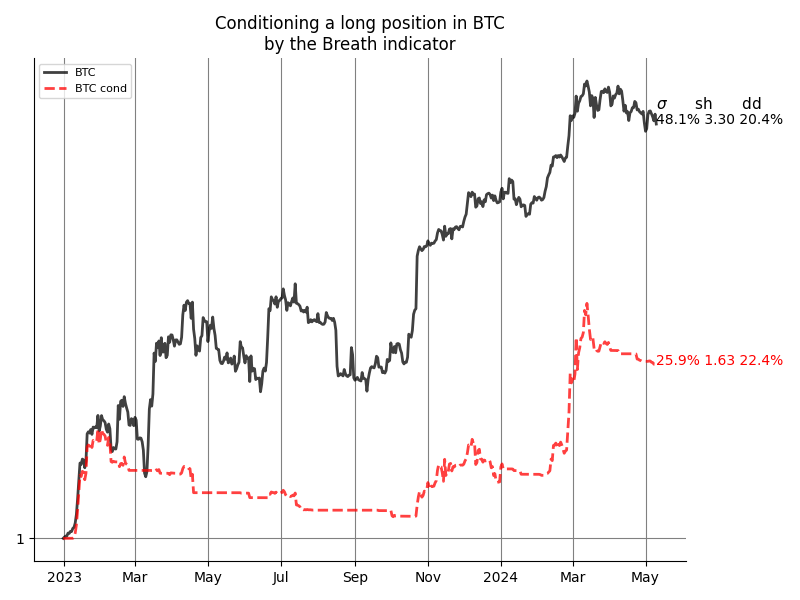 Conditioning a long position in BTC
by the Breath indicator
BTC
BTC cond
σ sh dd
48.1% 3.30 20.4%
25.9% 1.63 22.4%
1
2023 Mar May Jul Sep Nov 2024 Mar May